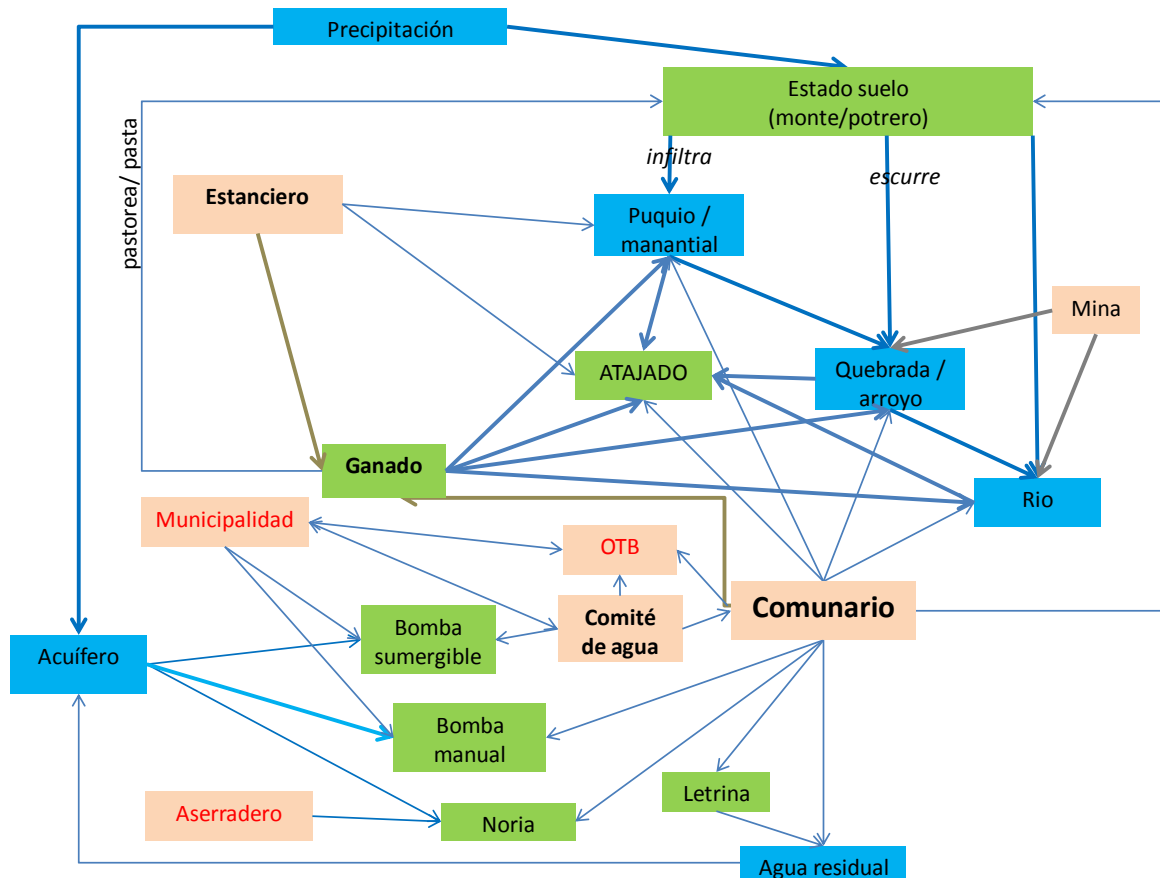 Precipitación
Estado suelo
(monte/potrero)
pastorea/ pasta
infiltra
escurre
Estanciero
Puquio /
manantial
Mina
ATAJADO
Quebrada /
arroyo
Ganado
Rio
Municipalidad
OTB
Comité
de agua
Comunario
Bomba
sumergible
Acuífero
Bomba
manual
Letrina
Aserradero
Noria
Agua residual